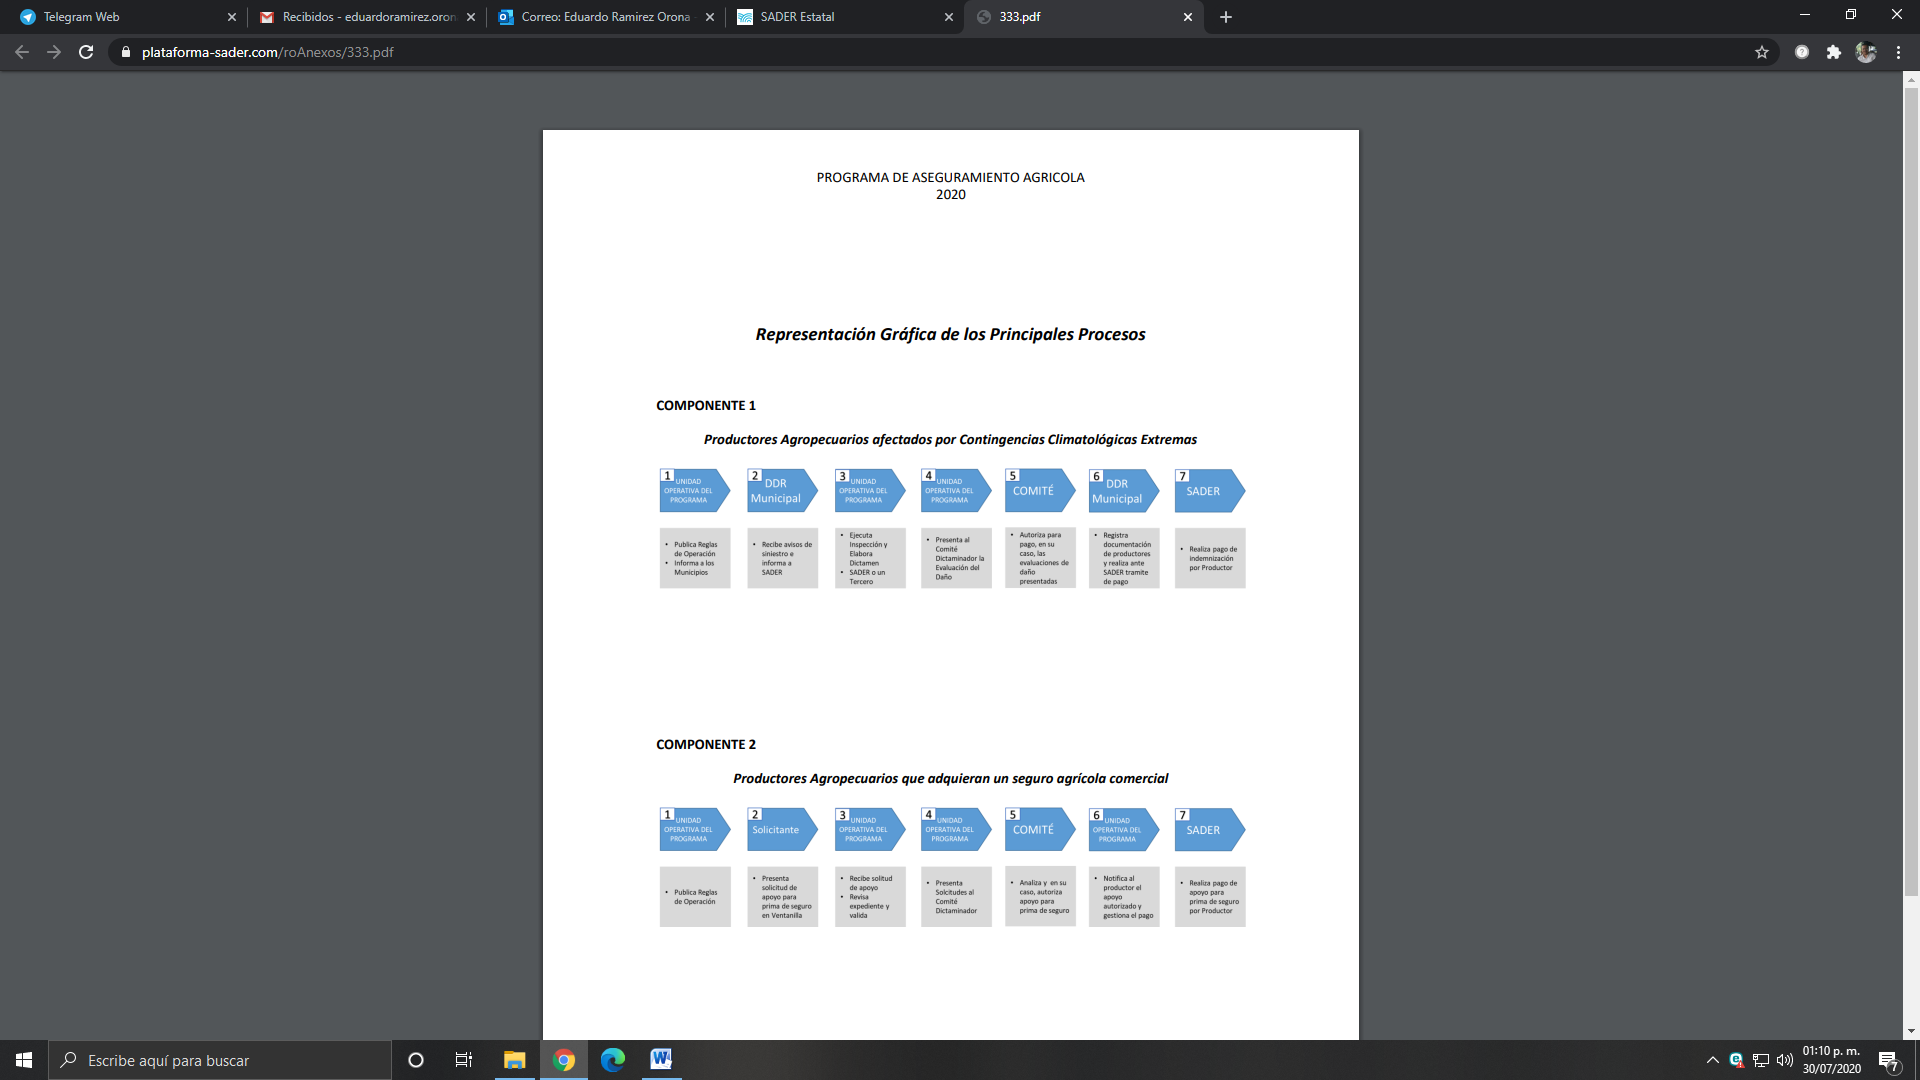 Telegram Web
Recibidos - eduardoramirez.oron
Correo: Eduardo Ramirez Orona
SADER Estatal
333.pdf
plataforma-sader.com/roAnexos/333.pdf
PROGRAMA DE ASEGURAMIENTO AGRICOLA
2020
Representación Gráfica de los Principales Procesos
COMPONENTE 1
Productores Agropecuarios afectados por Contingencias Climatológicas Extremas
1
UNIDAD
OPERATIVA DEL
PROGRAMA
2
DDR
Municipal
3
UNIDAD
OPERATIVA DEL
PROGRAMA
4
UNIDAD
OPERATIVA DEL
PROGRAMA
5
COMITÉ
6
DDR
Municipal
7
SADER
• Publica Reglas
de Operación
• Informa a los
Municipios
• Recibe avisos de
siniestro e
informa a
SADER
• Ejecuta
Inspección y
Elabora
Dictamen
• SADER o un
Tercero
• Presenta al
Comité
Dictaminador la
Evaluación del
Daño
• Autoriza para
pago, en su
caso, las
evaluaciones de
daño
presentadas
• Registra
documentación
de productores
y realiza ante
SADER tramite
de pago
• Realiza pago de
indemnización
por Productor
COMPONENTE 2
Productores Agropecuarios que adquieran un seguro agrícola comercial
1
UNIDAD
OPERATIVA DEL
PROGRAMA
2
Solicitante
3
UNIDAD
OPERATIVA DEL
PROGRAMA
4
UNIDAD
OPERATIVA DEL
PROGRAMA
5
COMITÉ
6
UNIDAD
OPERATIVA DEL
PROGRAMA
7
SADER
• Publica Reglas
de Operación
• Presenta
solicitud de
apoyo para
prima de seguro
en Ventanilla
• Recibe solitud
de apoyo
• Revisa
expediente y
valida
• Presenta
Solcitudes al
Comité
Dictaminador
• Analiza y en su
caso, autoriza
apoyo para
prima de seguro
• Notifica al
productor el
apoyo
autorizado y
gestiona el pago
• Realiza pago de
apoyo para
prima de seguro
por Productor
Escribe aquí para buscar
01:10 p. m.
30/07/2020
7